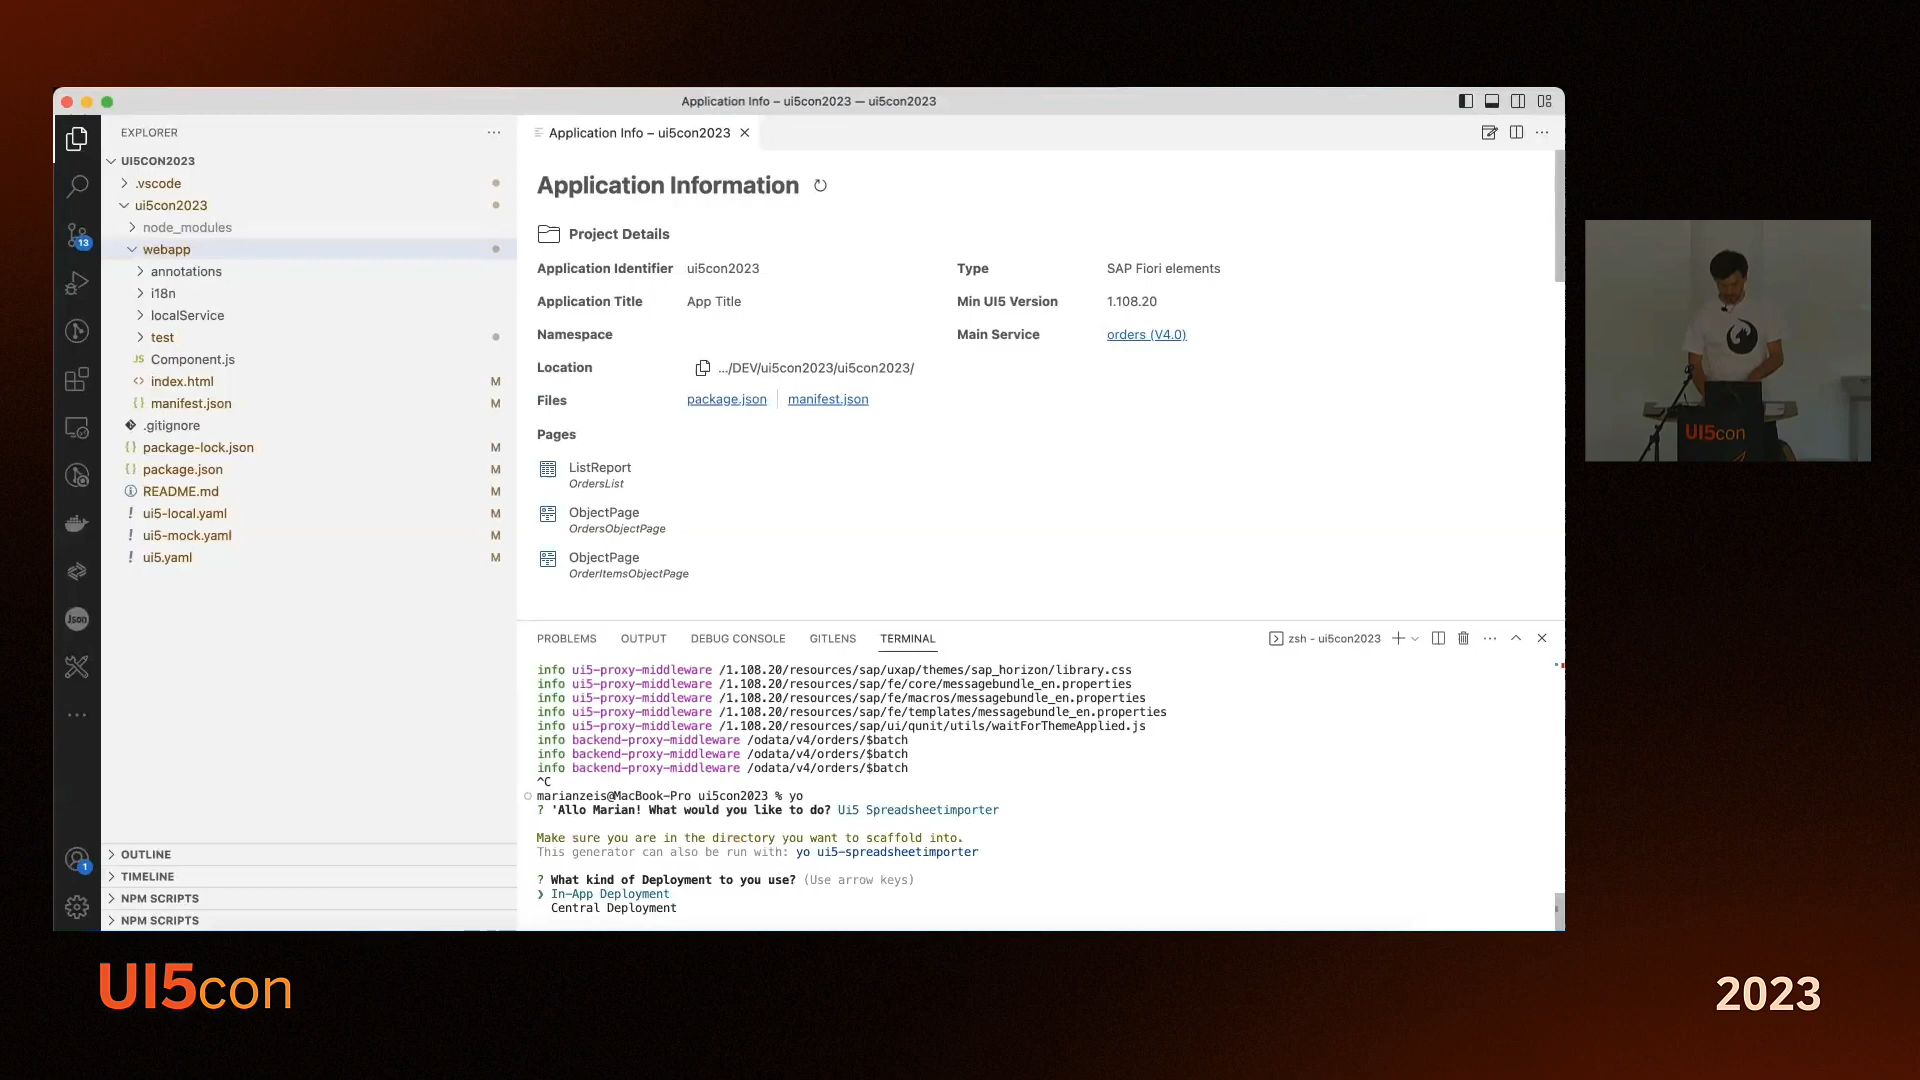 Application Info – ui5con2023 — ui5con2023
EXPLORER
UI5CON2023
.vscode
ui5con2023
node_modules
webapp
annotations
i18n
localService
test
JS Component.js
<> index.html M
{} manifest.json M
.gitignore
{} package-lock.json M
{} package.json M
README.md M
! ui5-local.yaml M
! ui5-mock.yaml M
! ui5.yaml M
OUTLINE
TIMELINE
NPM SCRIPTS
NPM SCRIPTS
13
Json
1
Application Info – ui5con2023
Application Information
Project Details
Application Identifier ui5con2023 Type SAP Fiori elements
Application Title App Title Min UI5 Version 1.108.20
Namespace Main Service orders (V4.0)
Location .../DEV/ui5con2023/ui5con2023/
Files package.json manifest.json
Pages
ListReport
OrdersList
ObjectPage
OrdersObjectPage
ObjectPage
OrderItemsObjectPage
PROBLEMS OUTPUT DEBUG CONSOLE GITLENS TERMINAL zsh - ui5con2023
info ui5-proxy-middleware /1.108.20/resources/sap/uxap/themes/sap_horizon/library.css
info ui5-proxy-middleware /1.108.20/resources/sap/fe/core/messagebundle_en.properties
info ui5-proxy-middleware /1.108.20/resources/sap/fe/macros/messagebundle_en.properties
info ui5-proxy-middleware /1.108.20/resources/sap/fe/templates/messagebundle_en.properties
info ui5-proxy-middleware /1.108.20/resources/sap/ui/qunit/utils/waitForThemeApplied.js
info backend-proxy-middleware /odata/v4/orders/$batch
info backend-proxy-middleware /odata/v4/orders/$batch
info backend-proxy-middleware /odata/v4/orders/$batch
^C
marianzeis@MacBook-Pro ui5con2023 % yo
? 'Allo Marian! What would you like to do? Ui5 Spreadsheetimporter
Make sure you are in the directory you want to scaffold into.
This generator can also be run with: yo ui5-spreadsheetimporter
? What kind of Deployment to you use? (Use arrow keys)
❯ In-App Deployment
Central Deployment
UI5con
UI5con
2023